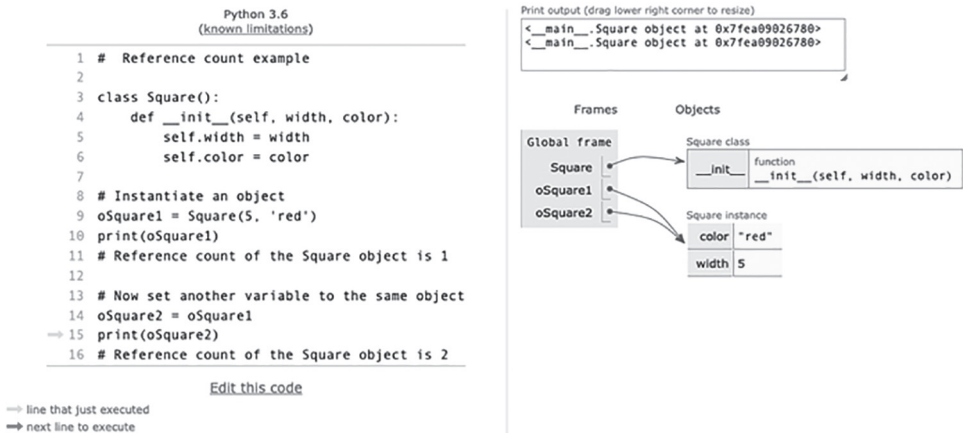 Python 3.6
(known limitations)
1 #  Reference count example
2
3 class Square():
4     def __init__(self, width, color):
5         self.width = width
6         self.color = color
7
8 # Instantiate an object
9 oSquare1 = Square(5, 'red')
10 print(oSquare1)
11 # Reference count of the Square object is 1
12
13 # Now set another variable to the same object
14 oSquare2 = oSquare1
15 print(oSquare2)
16 # Reference count of the Square object is 2
Edit this code
line that just executed
next line to execute
Print output (drag lower right corner to resize)
<__main__.Square object at 0x7fea09026780>
<__main__.Square object at 0x7fea09026780>
Frames
Objects
Global frame
Square
oSquare1
oSquare2
Square class
__init__
function
__init__(self, width, color)
Square instance
color "red"
width 5